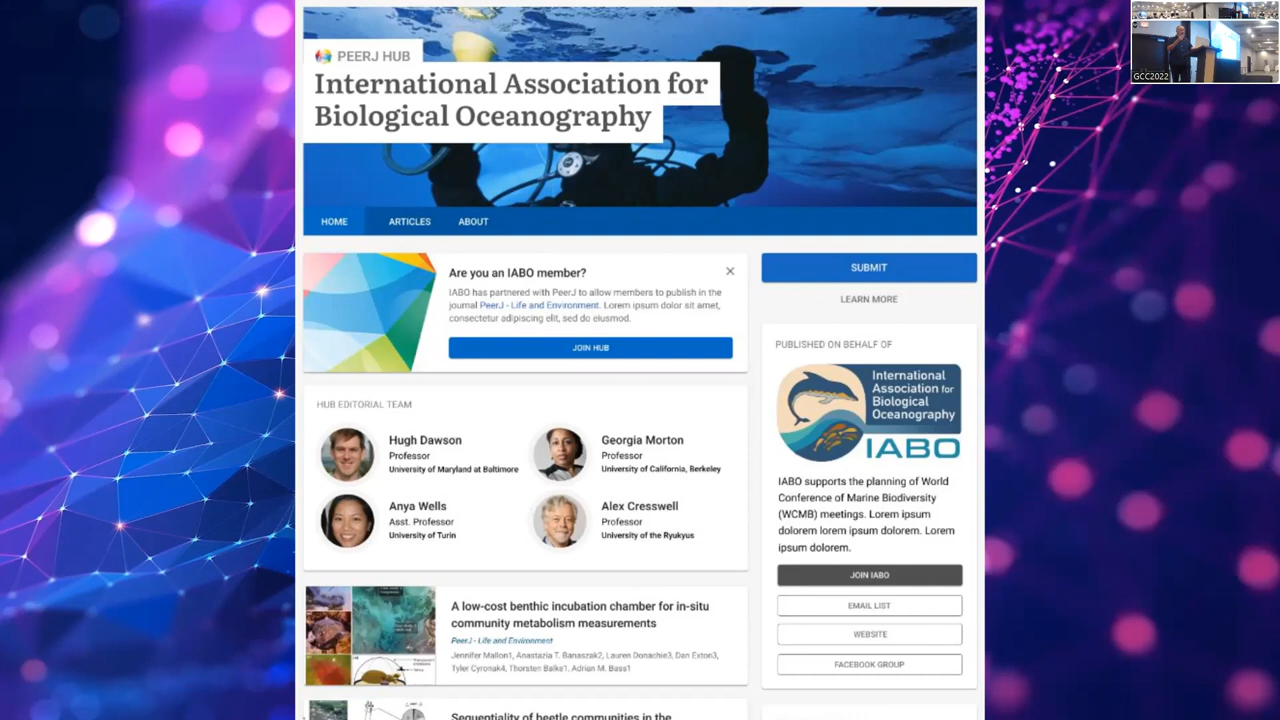 GCC2022
PEERJ HUB
International Association for
Biological Oceanography
HOME
ARTICLES
ABOUT
Are you an IABO member?
IABO has partnered with PeerJ to allow members to publish in the
journal PeerJ - Life and Environment. Lorem ipsum dolor sit amet,
consectetur adipiscing elit, sed do eiusmod.
JOIN HUB
HUB EDITORIAL TEAM
Hugh Dawson
Professor
University of Maryland at Baltimore
Georgia Morton
Professor
University of California, Berkeley
Anya Wells
Asst. Professor
University of Turin
Alex Cresswell
Professor
University of the Ryukyus
A low-cost benthic incubation chamber for in-situ
community metabolism measurements
PeerJ - Life and Environment
Jennifer Mallon1, Anastazia T. Banaszak2, Lauren Donachie3, Dan Exton3,
Tyler Cyronak4, Thorsten Balke1, Adrian M. Bass1
Sequentiality of beetle communities in the
SUBMIT
LEARN MORE
PUBLISHED ON BEHALF OF
International
Association for
Biological
Oceanography
IABO
IABO supports the planning of World
Conference of Marine Biodiversity
(WCMB) meetings. Lorem ipsum
dolorem lorem ipsum dolorem. Lorem
ipsum dolorem.
JOIN IABO
EMAIL LIST
WEBSITE
FACEBOOK GROUP